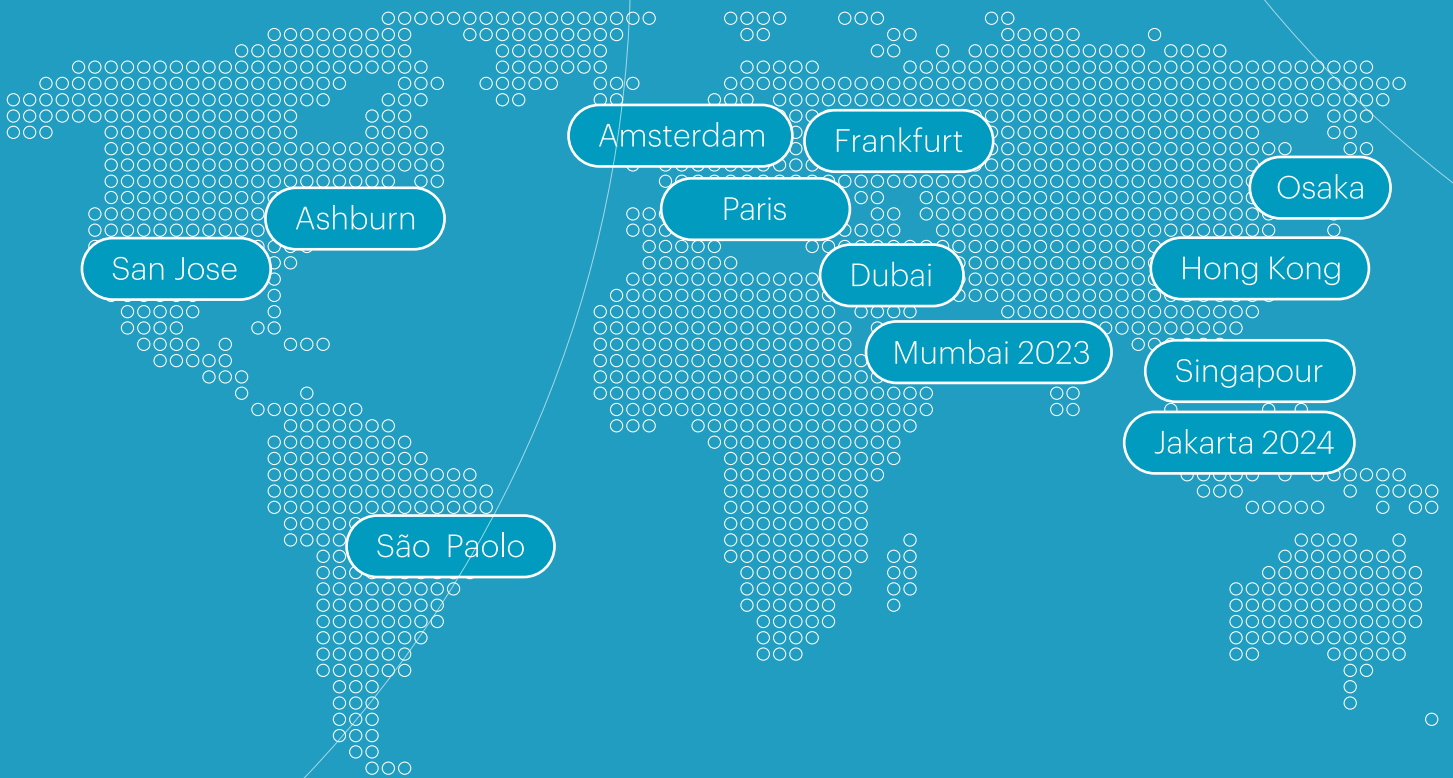 Amsterdam
Frankfurt
Osaka
Paris
Ashburn
San Jose
Dubai
Hong Kong
Mumbai 2023
Singapour
Jakarta 2024
São Paolo